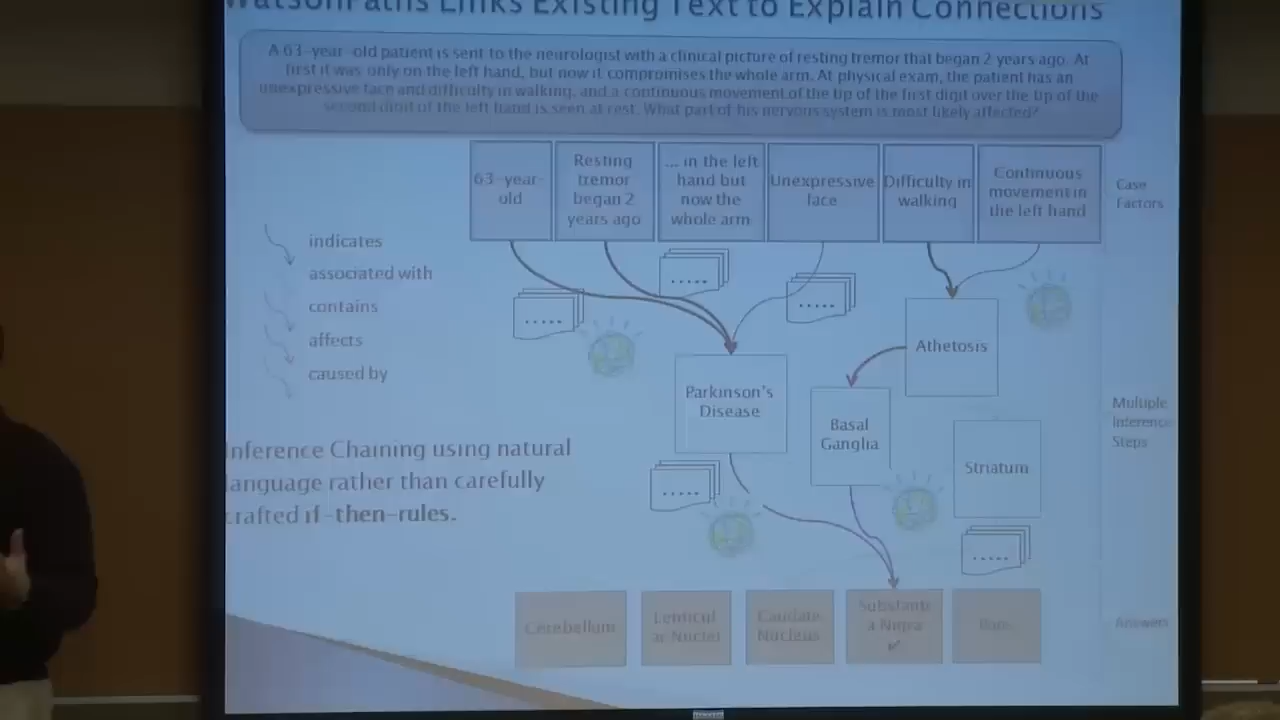 WatsonPaths Links Existing Text to Explain Connections
A 63-year-old patient is sent to the neurologist with a clinical picture of resting tremor that began 2 years ago. At
first it was only on the left hand, but now it compromises the whole arm. At physical exam, the patient has an
unexpressive face and difficulty in walking, and a continuous movement of the tip of the first digit over the tip of the
second digit of the left hand is seen at rest. What part of his nervous system is most likely affected?
63-year-
old
Resting
tremor
began 2
years ago
... in the left
hand but
now the
whole arm
Unexpressive
face
Difficulty in
walking
Continuous
movement in
the left hand
Case
Factors
indicates
associated with
contains
affects
caused by
.....
.....
.....
Athetosis
Parkinson's
Disease
Basal
Ganglia
Striatum
Multiple
Inference
Steps
Inference Chaining using natural
language rather than carefully
crafted if-then-rules.
.....
.....
Cerebellum
Lenticul
ar Nuclei
Caudate
Nucleus
Substanti
a Nigra
Pons
Answers